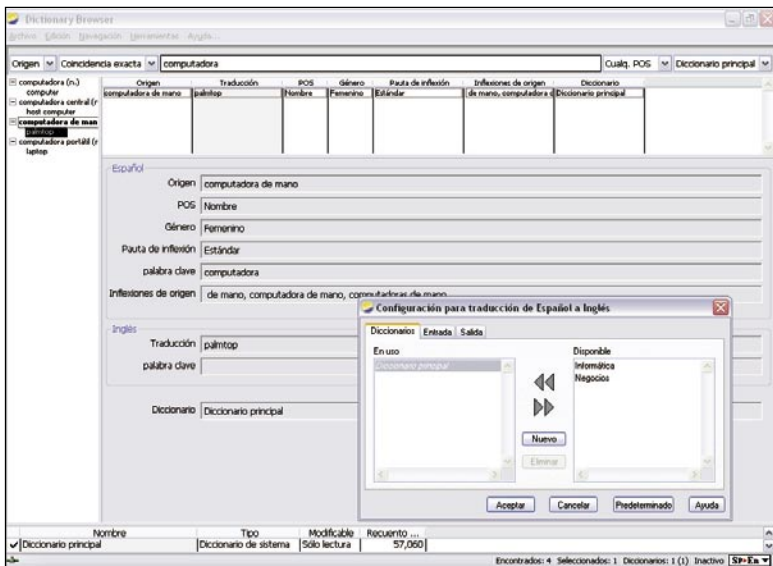 Dictionary Browser
Archivo Edición Navegación Herramientas Ayuda...
Origen Coincidencia exacta computadora Cualq. POS Diccionario principal
computadora (n.)
computer
computadora central (r
host computer
computadora de man
palmtop
computadora portátil (r
laptop
Origen Traducción POS Género Pauta de inflexión Inflexiones de origen Diccionario
computadora de mano palmtop Nombre Femenino Estándar de mano, computadora d Diccionario principal
Español
Origen computadora de mano
POS Nombre
Género Femenino
Pauta de inflexión Estándar
palabra clave computadora
Inflexiones de origen de mano, computadora de mano, computadoras de mano
Inglés
Traducción palmtop
palabra clave
Diccionario Diccionario principal
Configuración para traducción de Español a Inglés
Diccionarios Entrada Salida
En uso Disponible
Diccionario principal
Informática
Negocios
Nuevo
Eliminar
Aceptar Cancelar Predeterminado Ayuda
Nombre Tipo Modificable Recuento ...
Diccionario principal Diccionario de sistema Sólo lectura 57,060
Encontrados: 4 Seleccionados: 1 Diccionarios: 1 (1) Inactivo SP-En